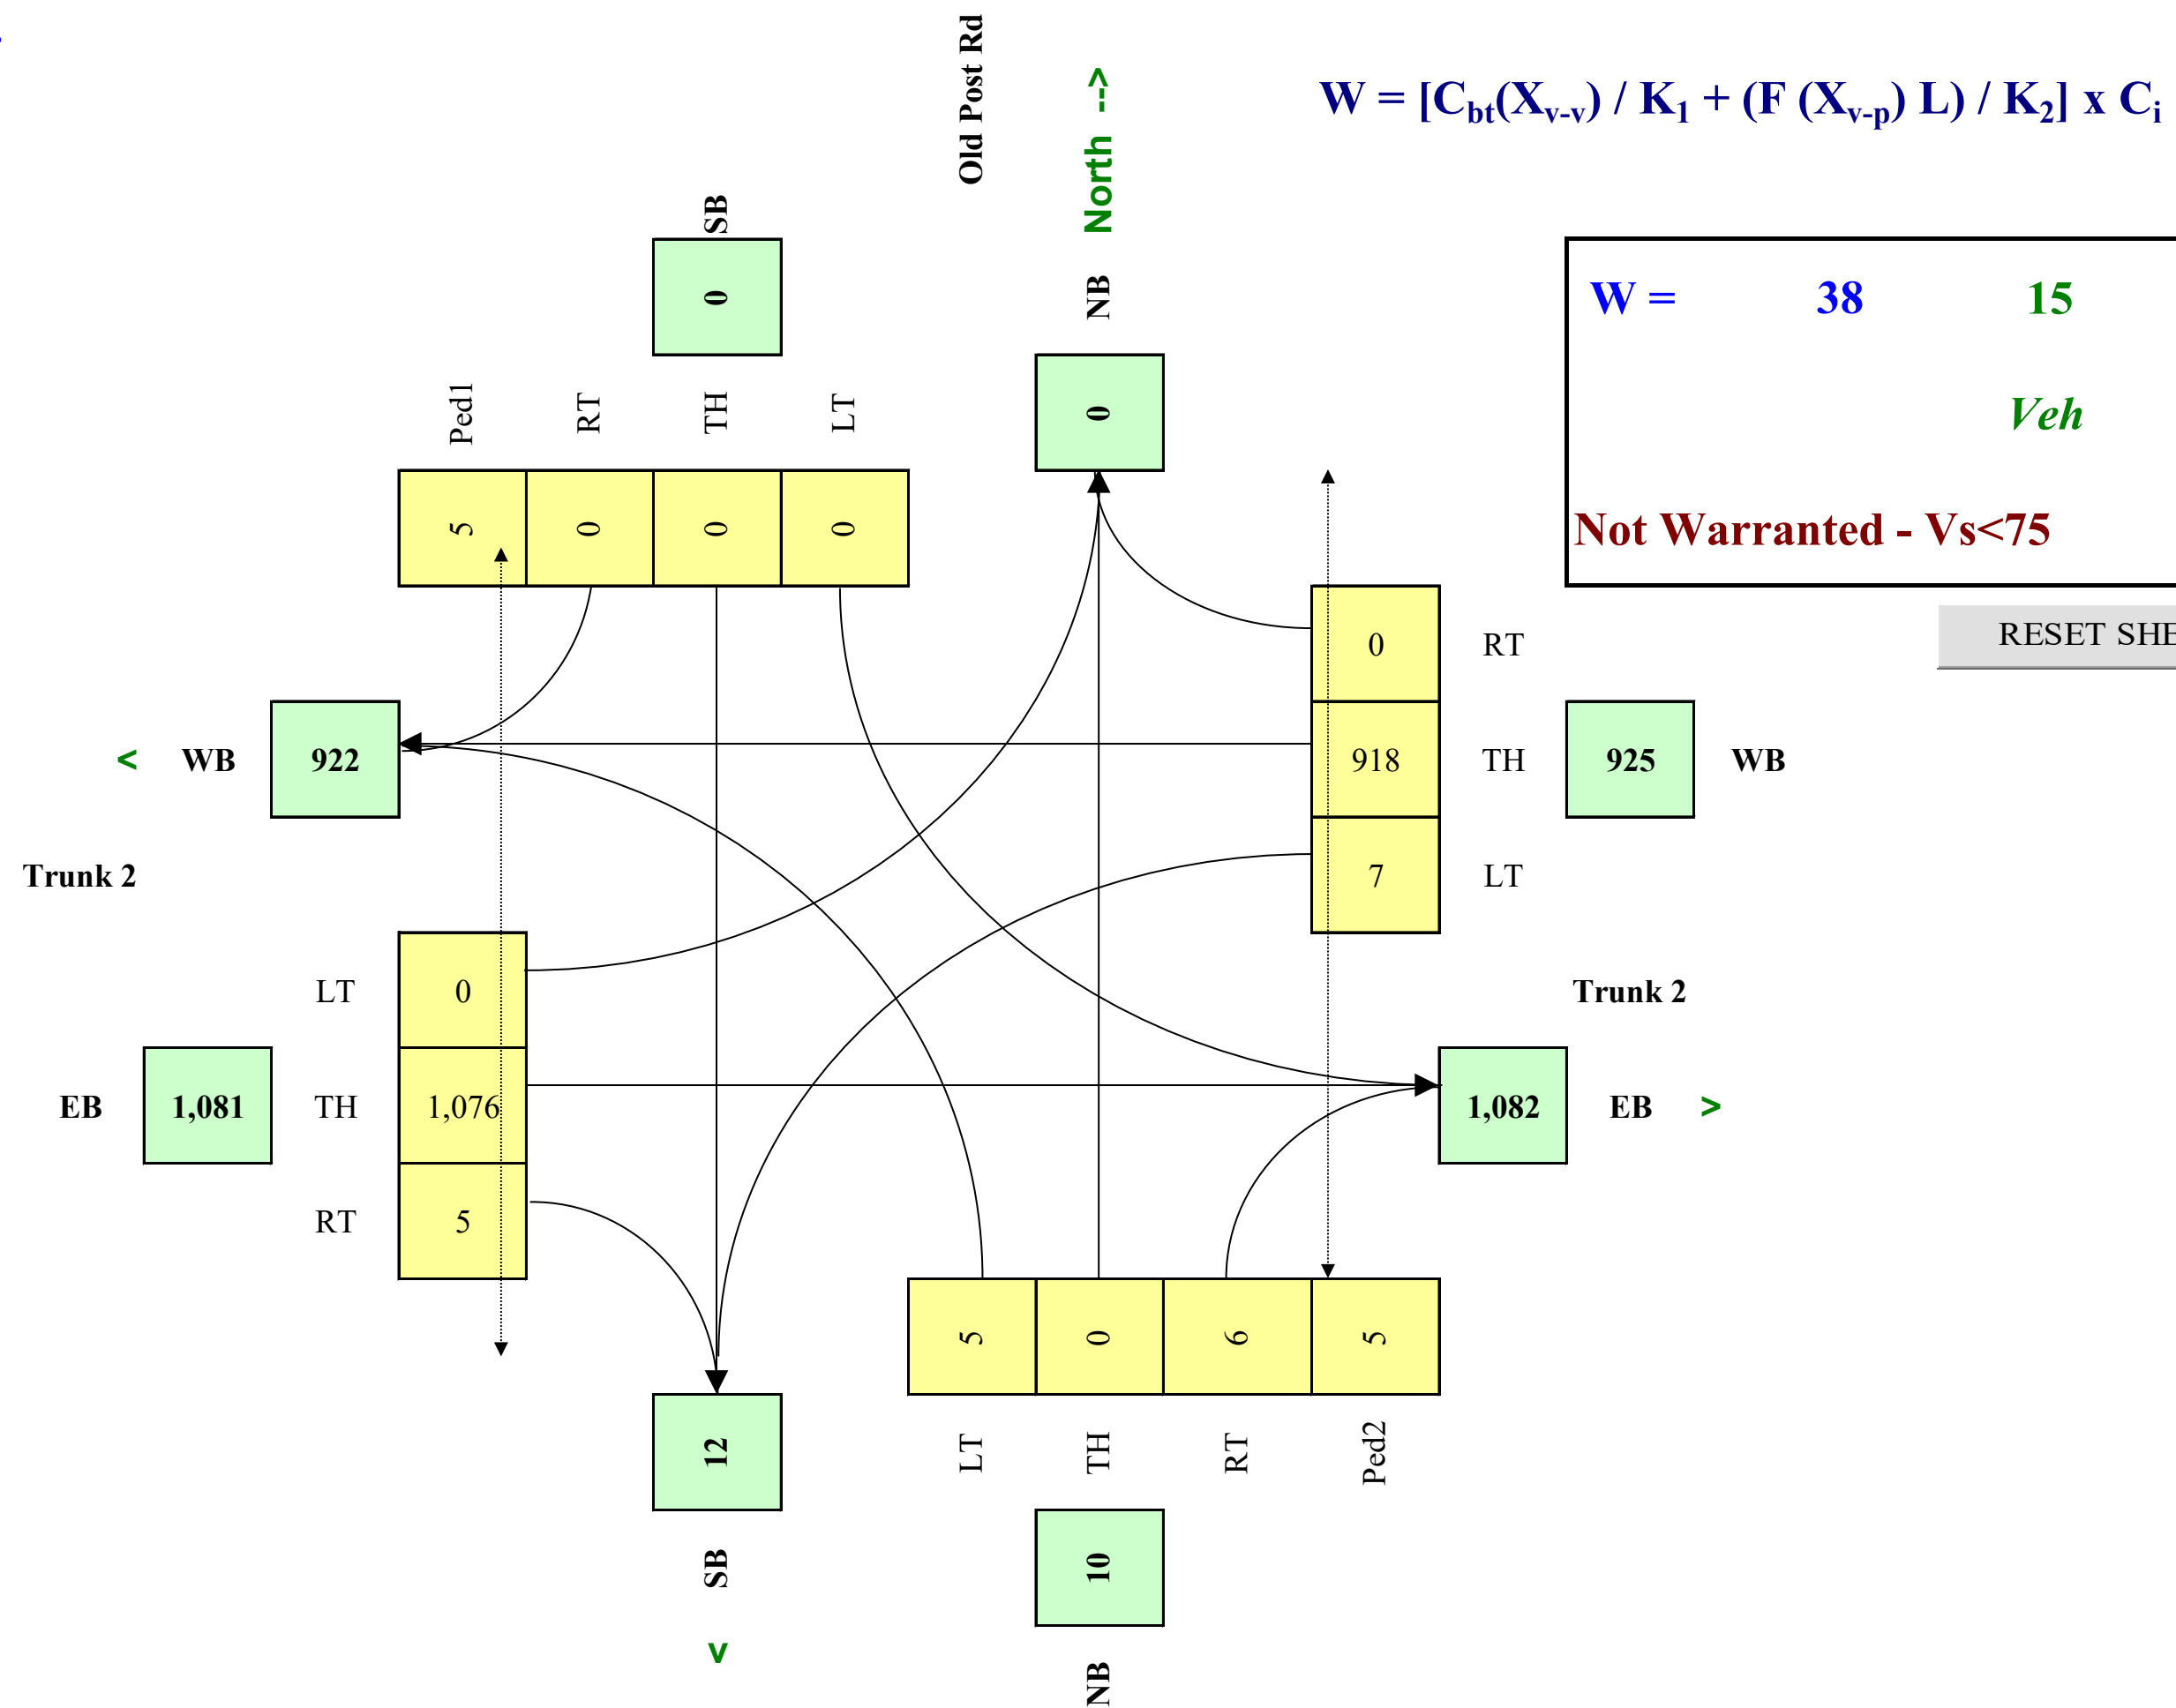 Old Post Rd
North -->
W = [Cbt(Xv-v) / K1 + (F (Xv-p) L) / K2] x Ci
SB
0
NB
0
W = 38 15
Veh
Not Warranted - Vs<75
Ped1 RT TH LT
5 0 0 0
0 RT
< WB 922
918 TH 925 WB
7 LT
Trunk 2
LT 0
Trunk 2
EB 1,081 TH 1,076
1,082 EB >
RT 5
5 0 6 5
LT TH RT Ped2
12
SB
<
10
NB